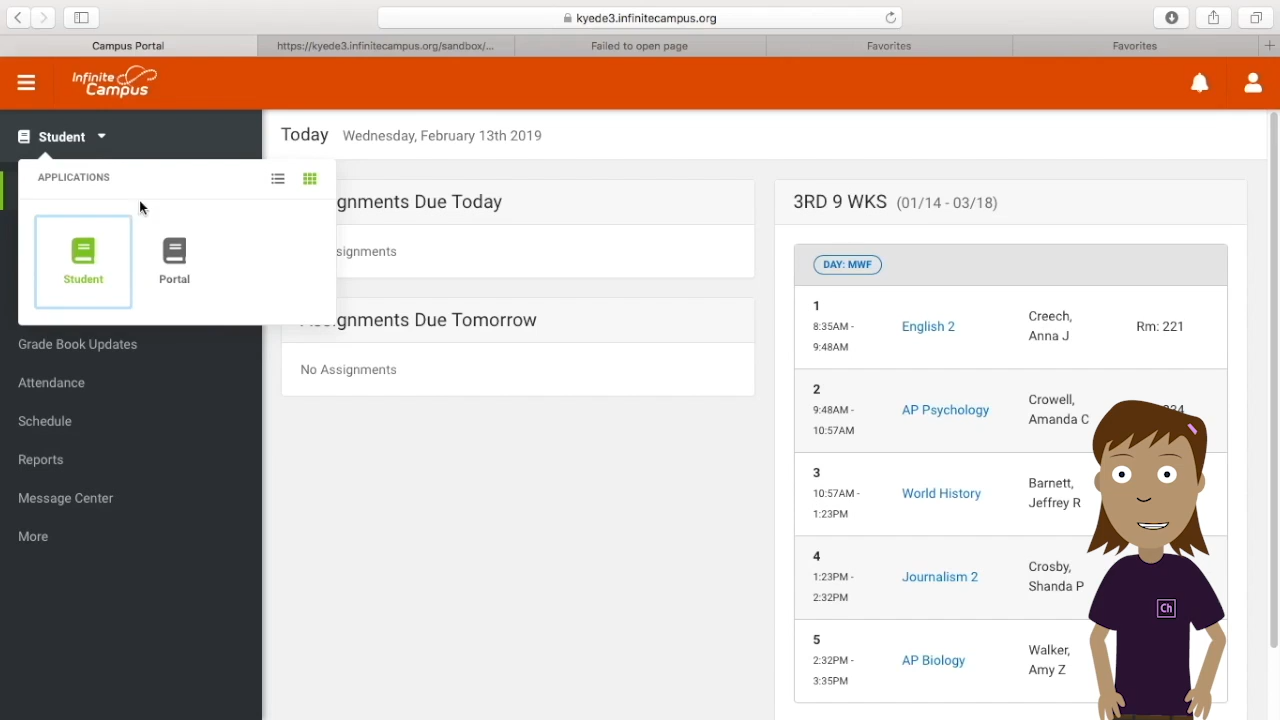 kyede3.infinitecampus.org
Campus Portal
https://kyede3.infinitecampus.org/sandbox/...
Failed to open page
Favorites
Favorites
Infinite Campus
Student
Today Wednesday, February 13th 2019
APPLICATIONS
Student
Portal
Grade Book Updates
Attendance
Schedule
Reports
Message Center
More
gnments Due Today
signments
Assignments Due Tomorrow
No Assignments
3RD 9 WKS (01/14 - 03/18)
DAY: MWF
1
8:35AM -
9:48AM
English 2
Creech,
Anna J
Rm: 221
2
9:48AM -
10:57AM
AP Psychology
Crowell,
Amanda C
3
10:57AM -
1:23PM
World History
Barnett,
Jeffrey R
4
1:23PM -
2:32PM
Journalism 2
Crosby,
Shanda P
5
2:32PM -
3:35PM
AP Biology
Walker,
Amy Z
Ch